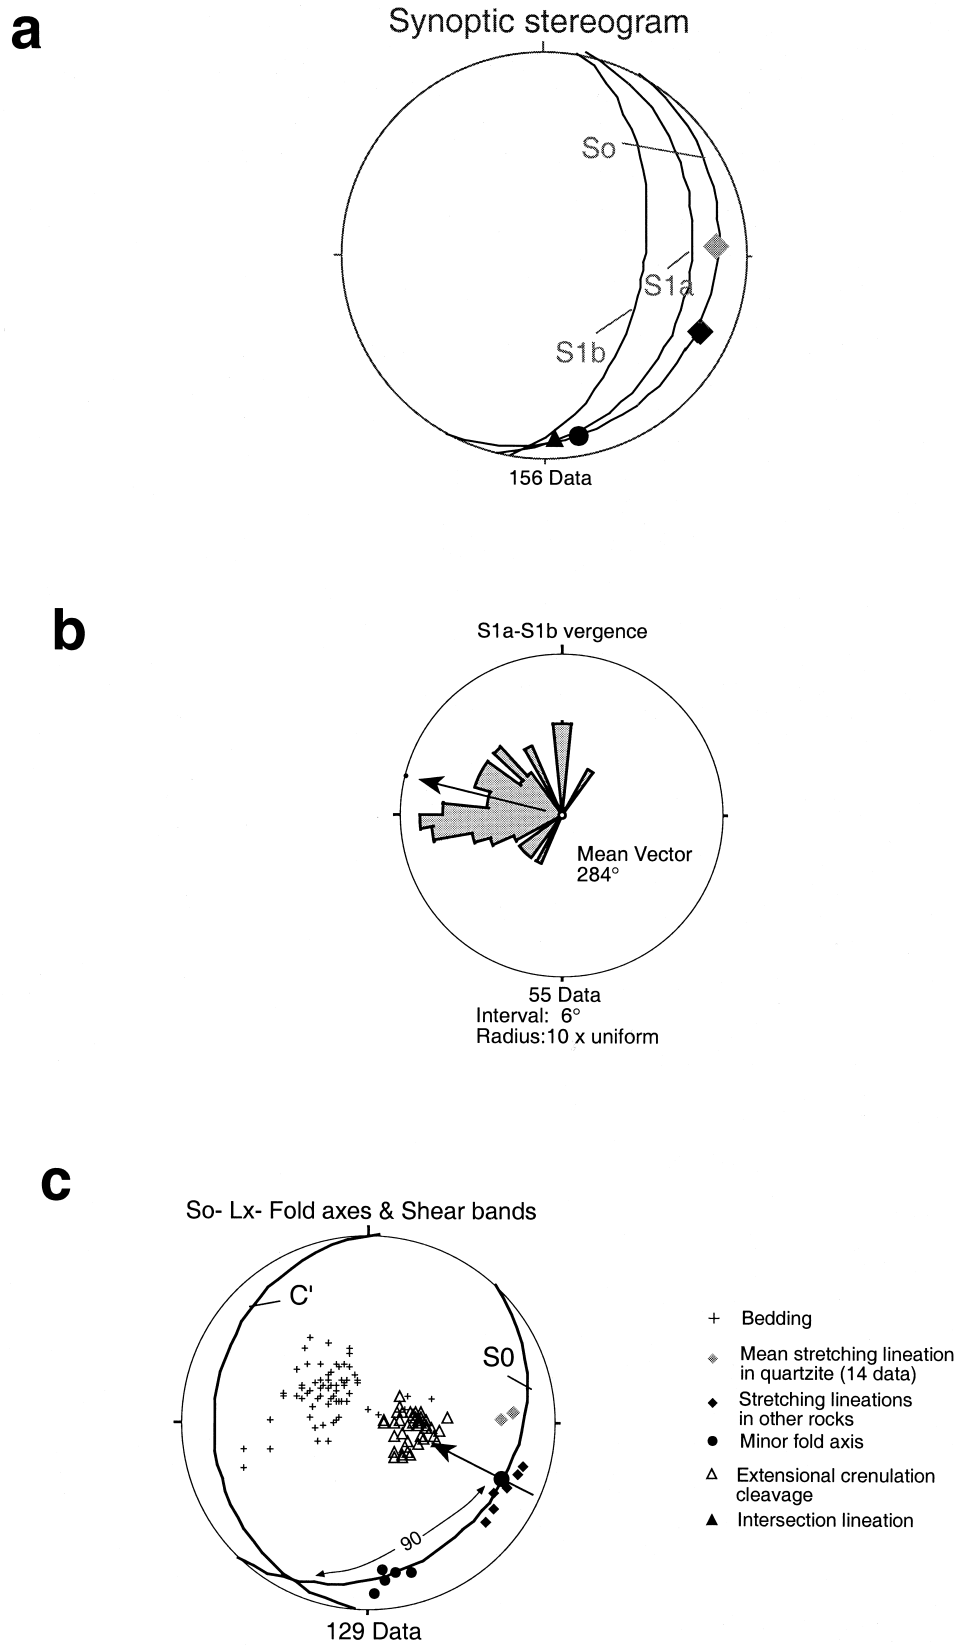 a
Synoptic stereogram
So
S1a
S1b
156 Data
b
S1a-S1b vergence
Mean Vector
284°
55 Data
Interval: 6°
Radius:10 x uniform
c
So- Lx- Fold axes & Shear bands
C'
S0
90
129 Data
Bedding
Mean stretching lineation
in quartzite (14 data)
Stretching lineations
in other rocks
Minor fold axis
Extensional crenulation
cleavage
Intersection lineation